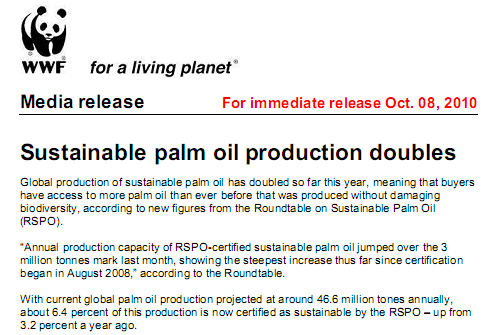 WWF for a living planet®
Media release For immediate release Oct. 08, 2010
Sustainable palm oil production doubles
Global production of sustainable palm oil has doubled so far this year, meaning that buyers
have access to more palm oil than ever before that was produced without damaging
biodiversity, according to new figures from the Roundtable on Sustainable Palm Oil
(RSPO).
“Annual production capacity of RSPO-certified sustainable palm oil jumped over the 3
million tonnes mark last month, showing the steepest increase thus far since certification
began in August 2008,” according to the Roundtable.
With current global palm oil production projected at around 46.6 million tones annually,
about 6.4 percent of this production is now certified as sustainable by the RSPO – up from
3.2 percent a year ago.